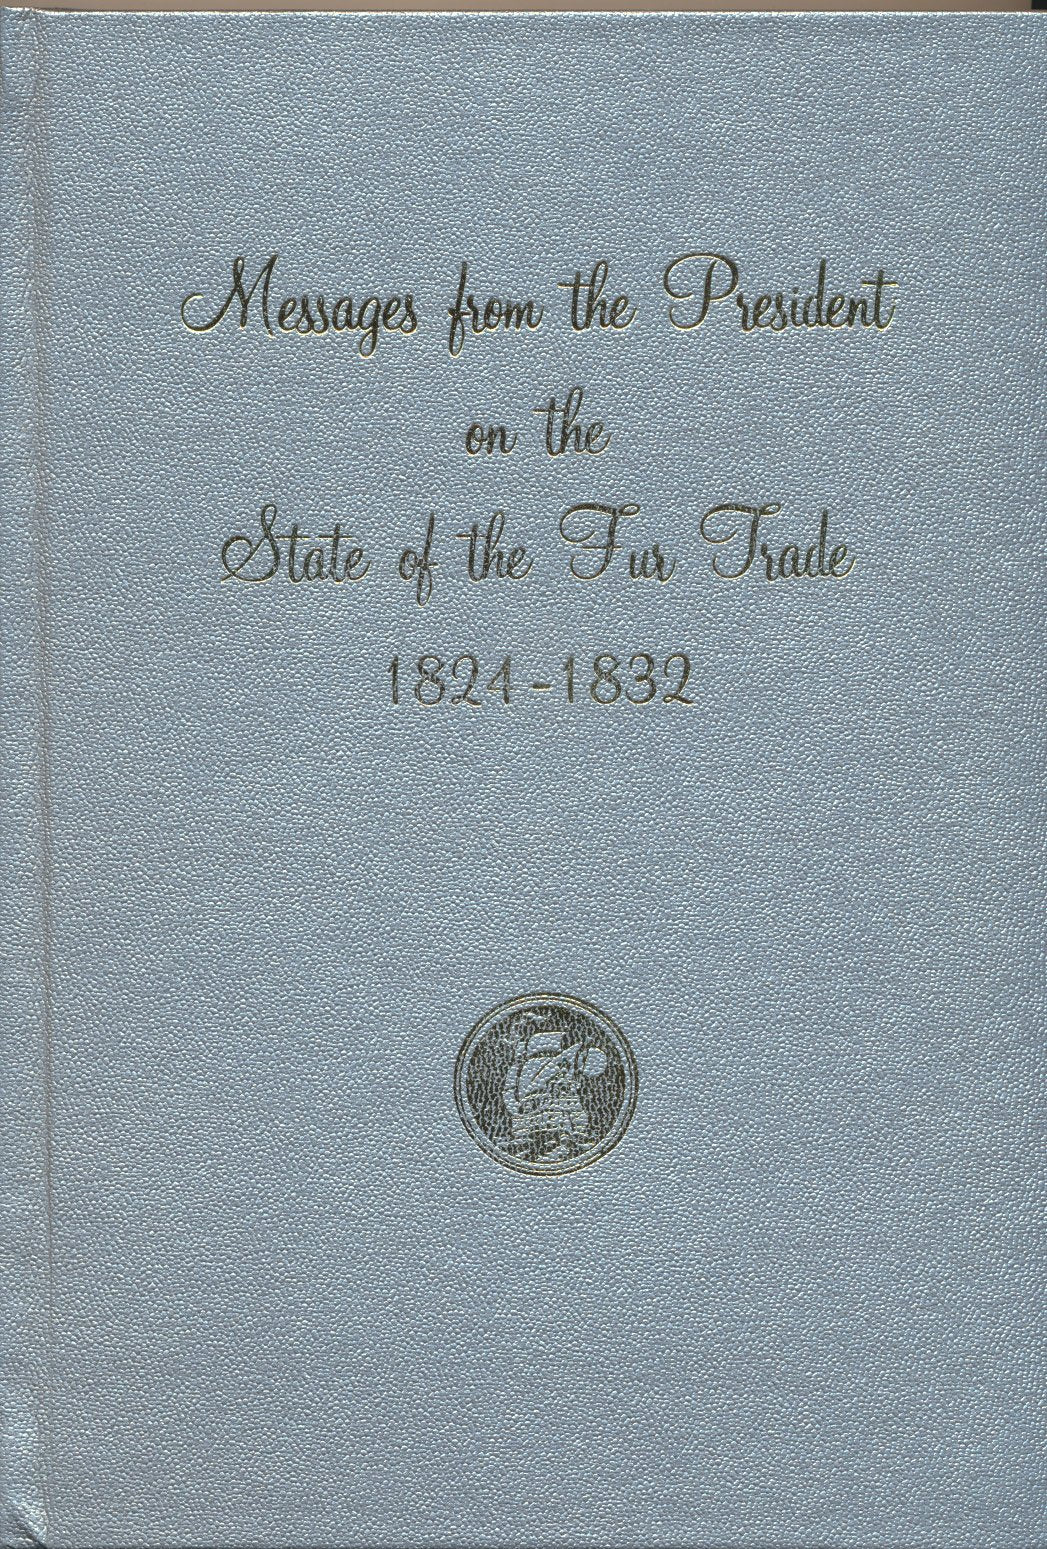 Messages from the President
on the
State of the Fur Trade
1824-1832